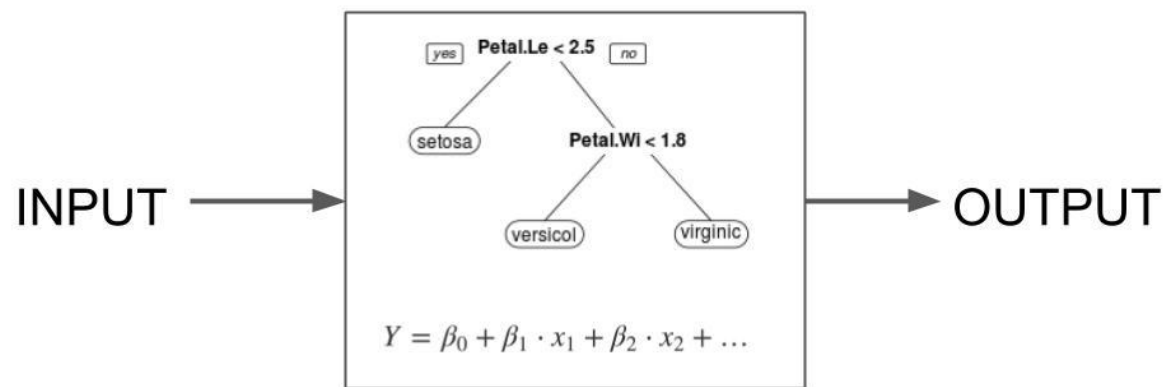 yes Petal.Le < 2.5 no
setosa
Petal.Wi < 1.8
INPUT
OUTPUT
versicol virginic
Y = β₀ + β₁ · x₁ + β₂ · x₂ + …